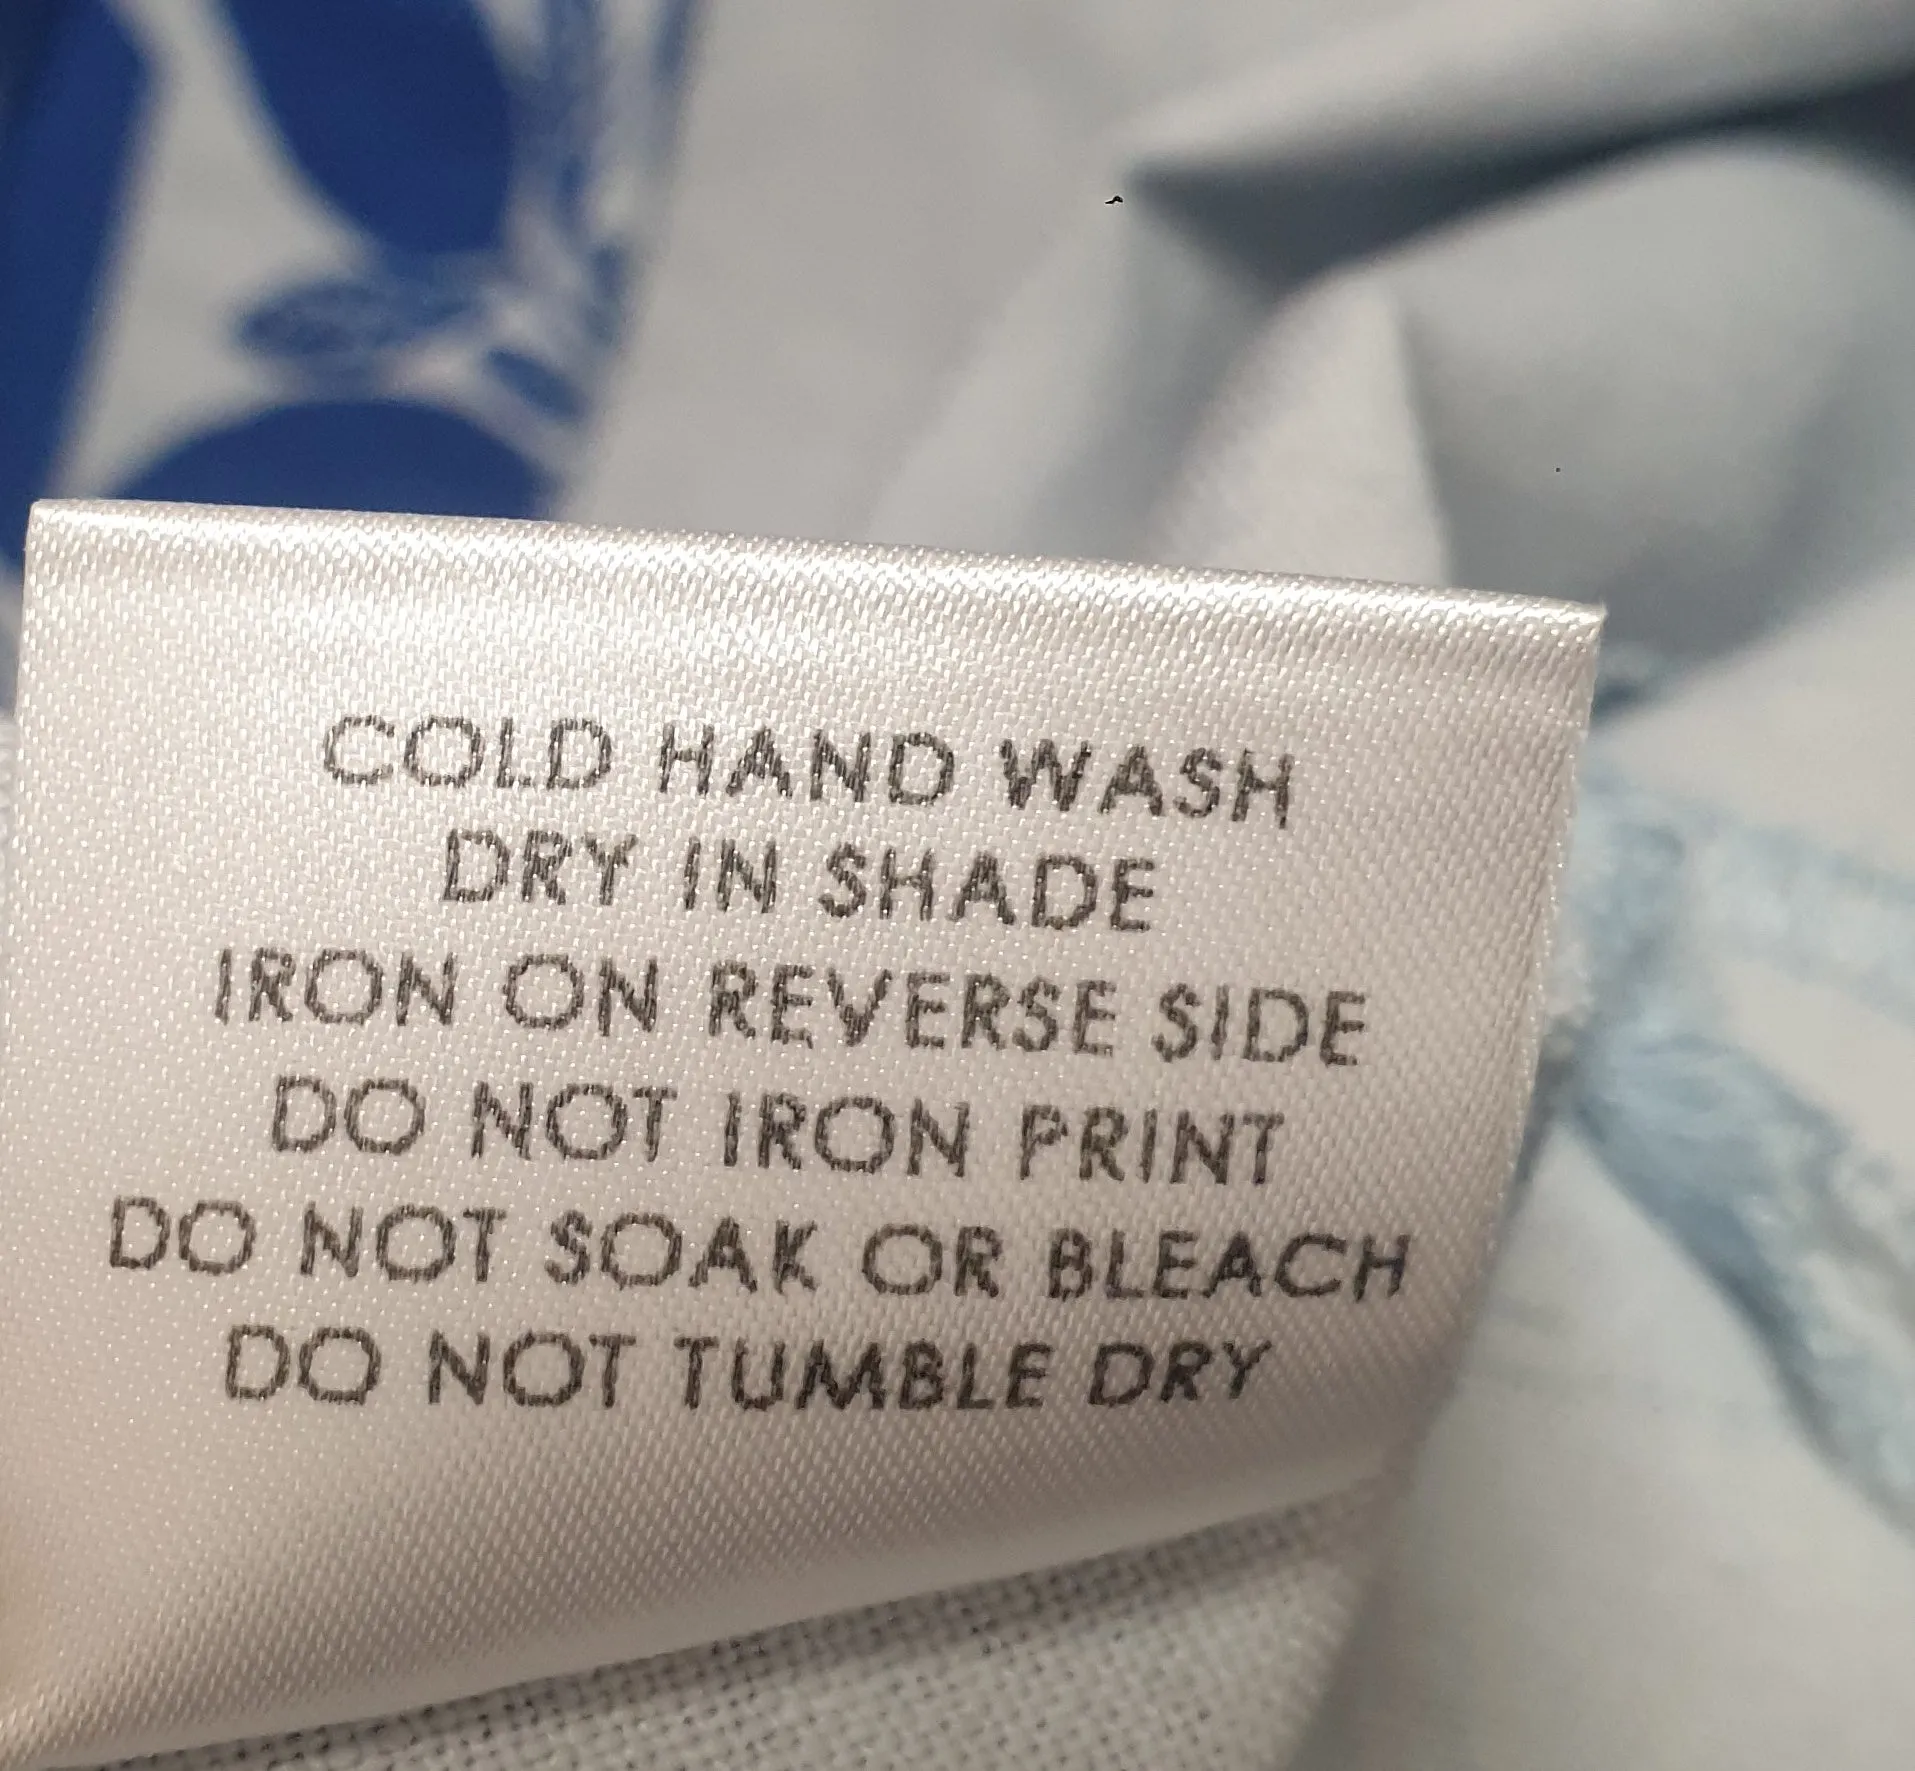 COLD HAND WASH
DRY IN SHADE
IRON ON REVERSE SIDE
DO NOT IRON PRINT
DO NOT SOAK OR BLEACH
DO NOT TUMBLE DRY